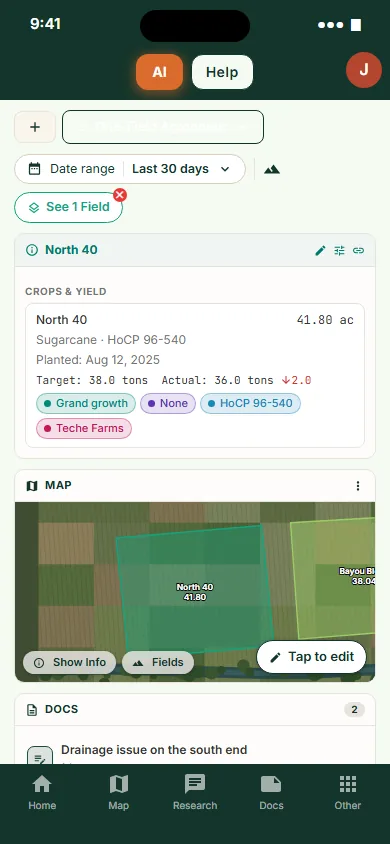 9:41
AI
Help
J
+
Date range
Last 30 days
See 1 Field
North 40
CROPS & YIELD
North 40
41.80 ac
Sugarcane · HoCP 96-540
Planted: Aug 12, 2025
Target: 38.0 tons Actual: 36.0 tons ↓2.0
Grand growth
None
HoCP 96-540
Teche Farms
MAP
North 40
41.80
Bayou Bl
38.04
Show Info
Fields
Tap to edit
DOCS
2
Drainage issue on the south end
Home
Map
Research
Docs
Other